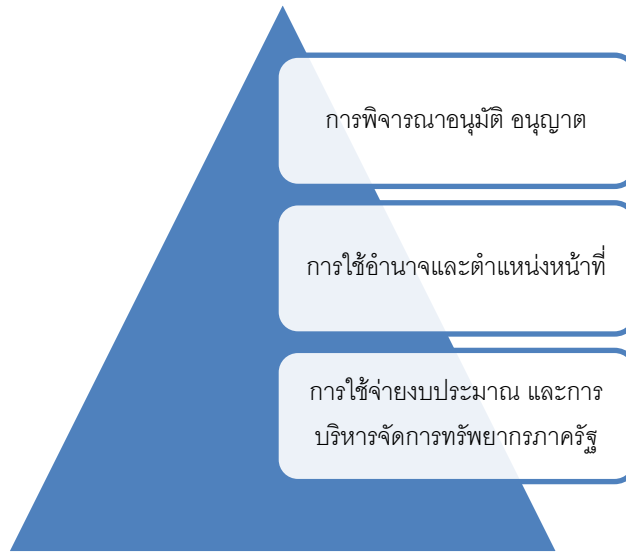 การพิจารณาอนุมัติ อนุญาต
การใช้อำนาจและตำแหน่งหน้าที่
การใช้จ่ายงบประมาณ และการ
บริหารจัดการทรัพยากรภาครัฐ